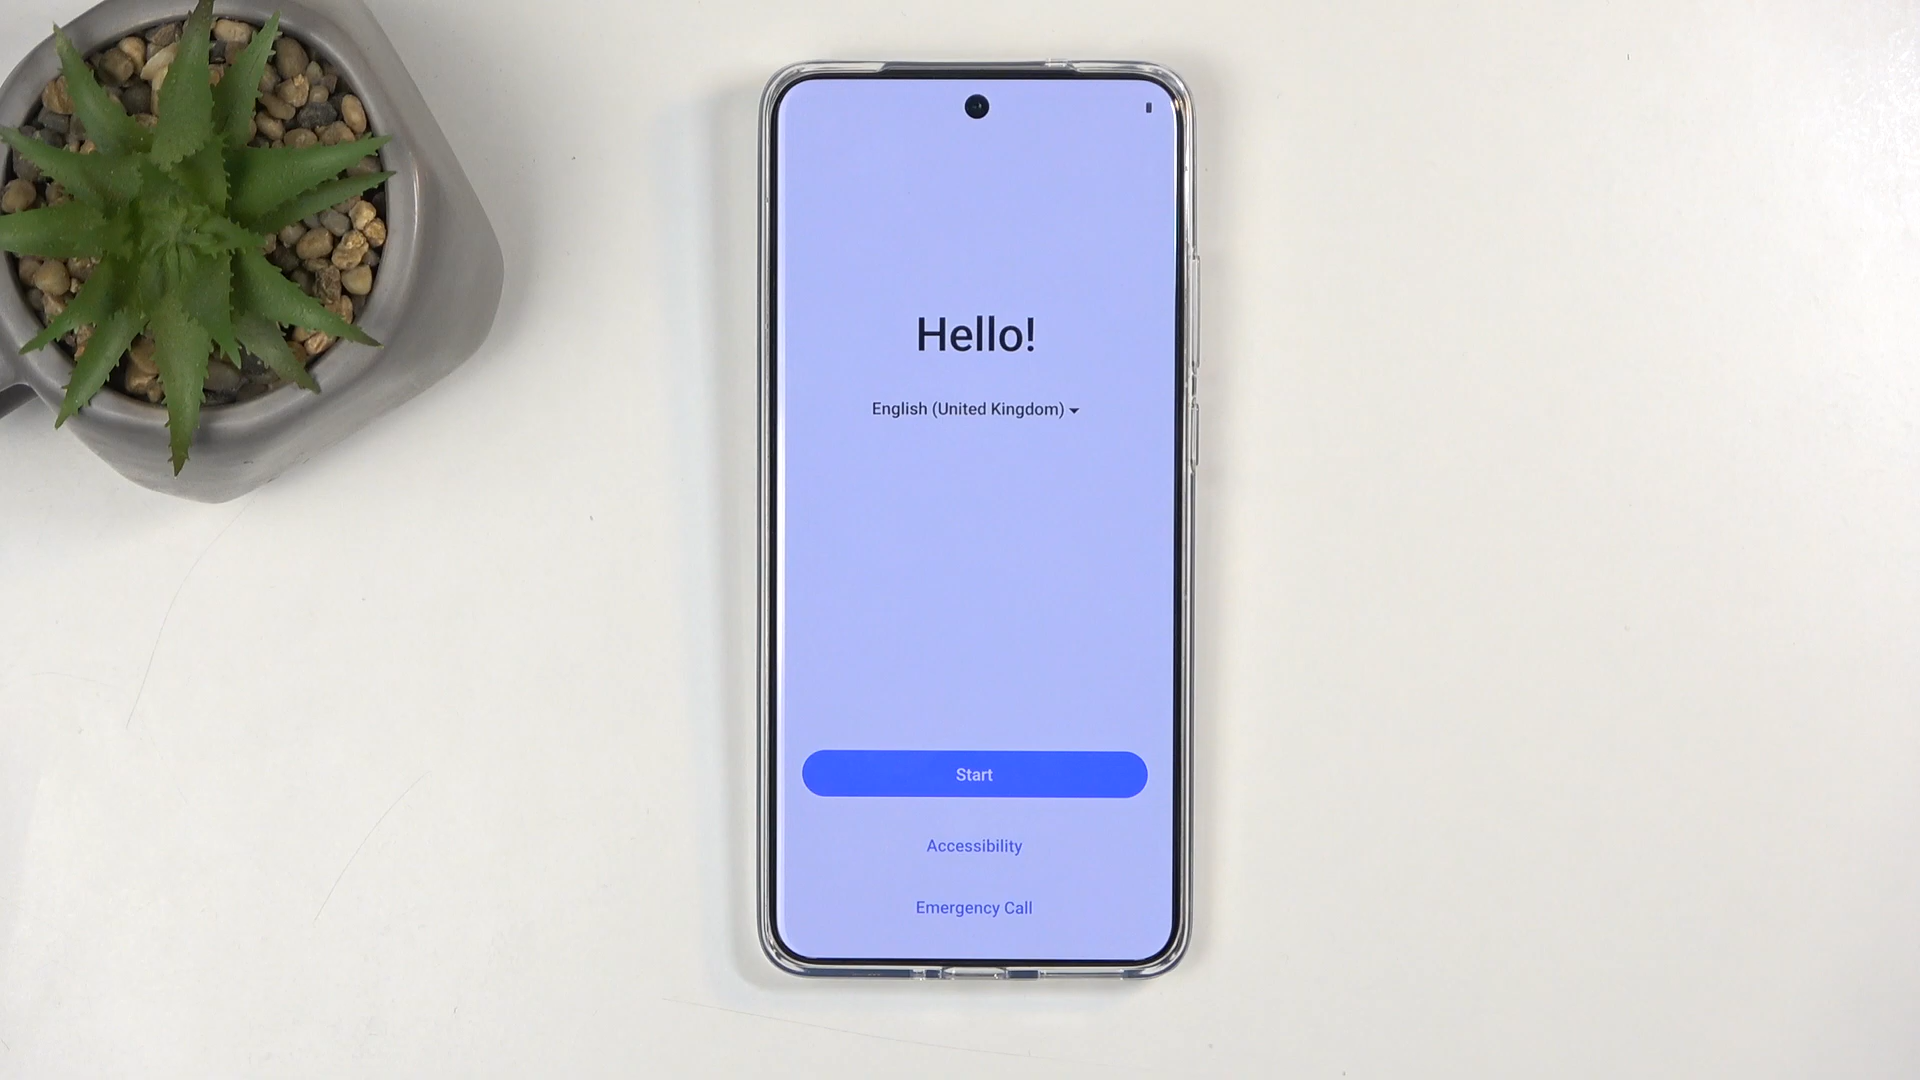 Hello!
English (United Kingdom)
Start
Accessibility
Emergency Call